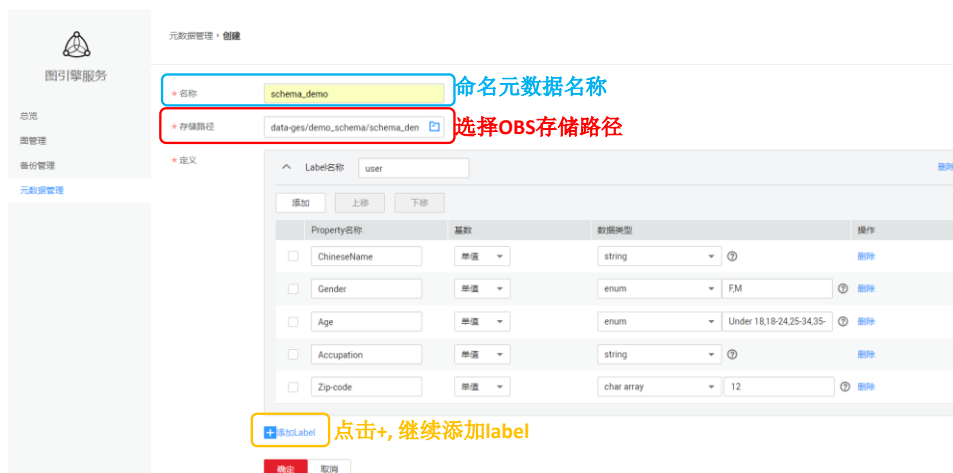 图引擎服务
总览
图管理
备份管理
元数据管理
元数据管理 › 创建
* 名称 schema_demo 命名元数据名称
* 存储路径 data-ges/demo_schema/schema_den 选择OBS存储路径
* 定义 Label名称 user 删除
添加 上移 下移
Property名称 基数 数据类型 操作
ChineseName 单值 string 删除
Gender 单值 enum F,M 删除
Age 单值 enum Under 18,18-24,25-34,35- 删除
Accupation 单值 string 删除
Zip-code 单值 char array 12 删除
添加Label 点击+, 继续添加label
确定 取消